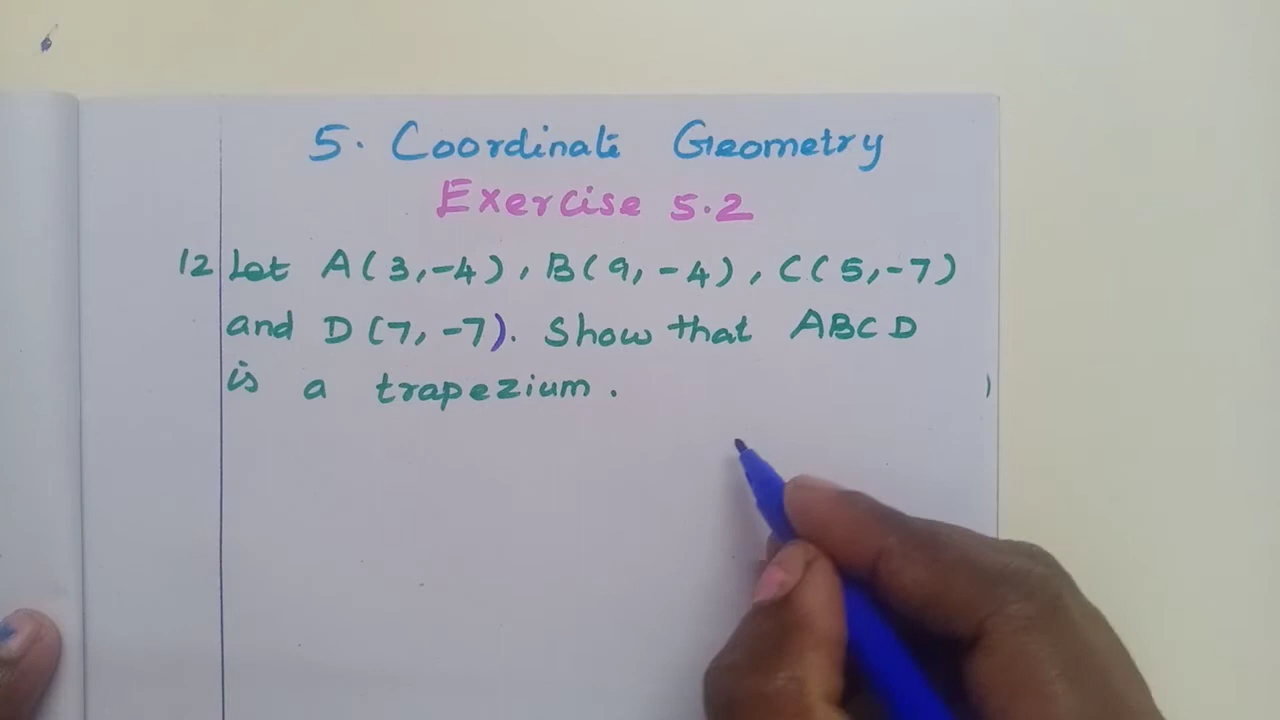 5. Coordinate Geometry
Exercise 5.2
12 Let A(3,-4), B(9, -4), C(5,-7)
and D(7, -7). Show that ABCD
is a trapezium.